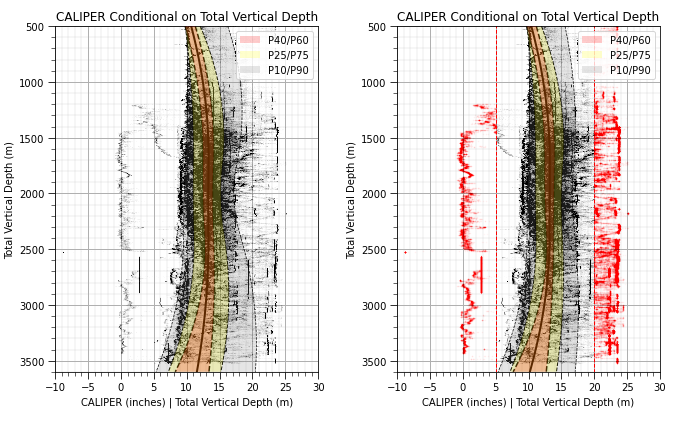 CALIPER Conditional on Total Vertical Depth
CALIPER Conditional on Total Vertical Depth
500
1000
1500
2000
2500
3000
3500
Total Vertical Depth (m)
P40/P60
P25/P75
P10/P90
−10
−5
0
5
10
15
20
25
30
CALIPER (inches) | Total Vertical Depth (m)
500
1000
1500
2000
2500
3000
3500
Total Vertical Depth (m)
P40/P60
P25/P75
P10/P90
−10
−5
0
5
10
15
20
25
30
CALIPER (inches) | Total Vertical Depth (m)